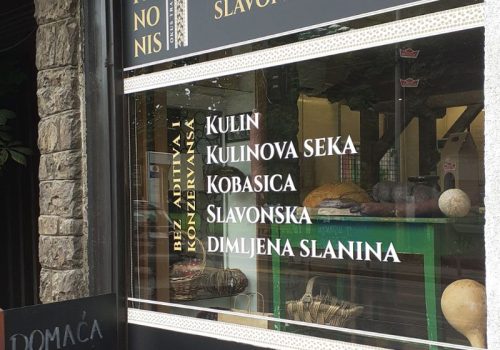 NO
NIS
SLAVON
BEZ ADITIVA I
KONZERVANSA
KULIN
KULINOVA SEKA
KOBASICA
SLAVONSKA
DIMLJENA SLANINA
DOMAĆA